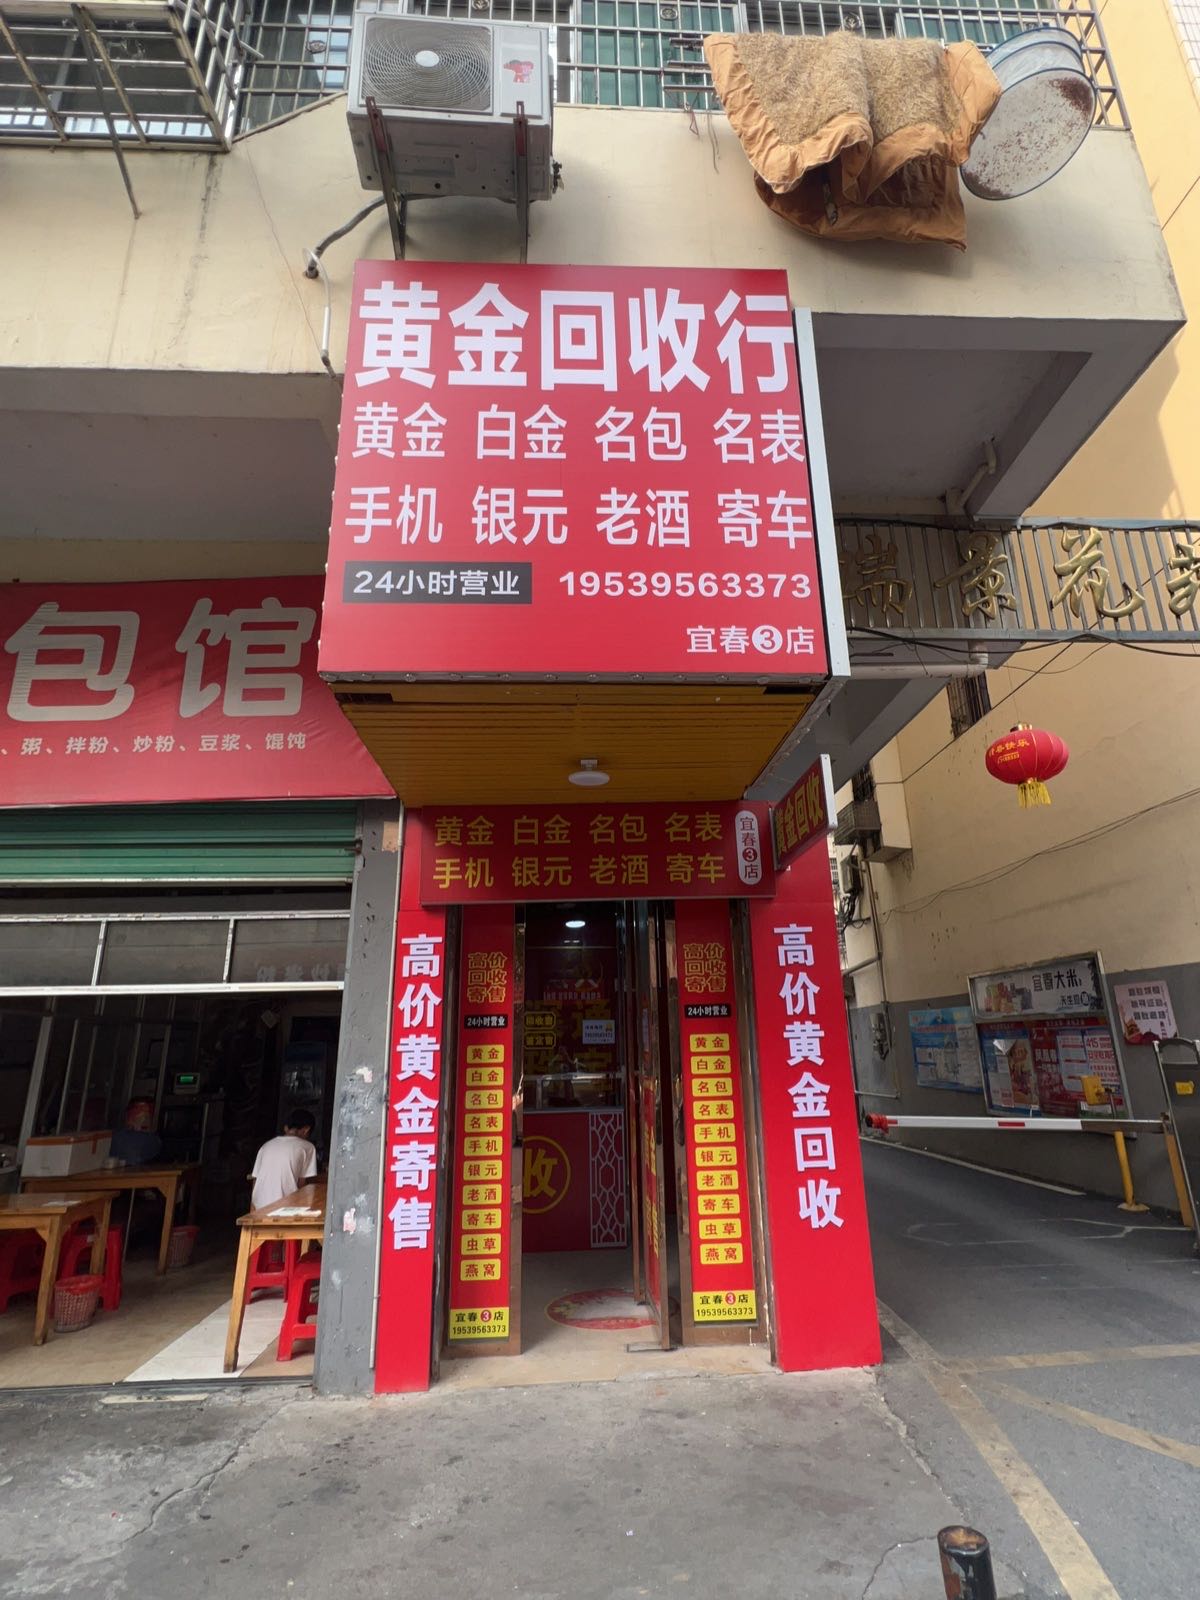 黄金回收行
黄金 白金 名包 名表
手机 银元 老酒 寄车
24小时营业 19539563373
宜春3店
包馆
、粥、拌粉、炒粉、豆浆、馄饨
瑞景花
黄金 白金 名包 名表
手机 银元 老酒 寄车
宜春3店
黄金回收
高价黄金寄售
高价
回收
寄售
24小时营业
黄金
白金
名包
名表
手机
银元
老酒
寄车
虫草
燕窝
宜春3店
19539563373
收
高价
回收
寄售
24小时营业
黄金
白金
名包
名表
手机
银元
老酒
寄车
虫草
燕窝
宜春3店
19539563373
高价黄金回收
宜春大米